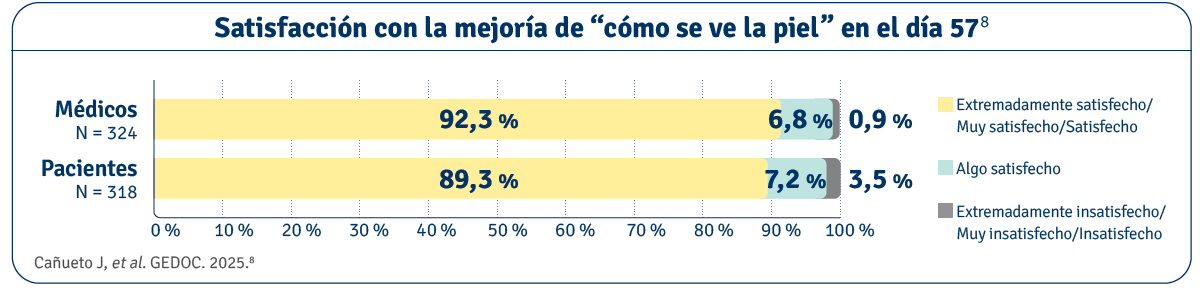 Satisfacción con la mejoría de “cómo se ve la piel” en el día 57⁸
Médicos
N = 324
92,3 %
6,8 %
0,9 %
Pacientes
N = 318
89,3 %
7,2 %
3,5 %
0 % 10 % 20 % 30 % 40 % 50 % 60 % 70 % 80 % 90 % 100 %
Extremadamente satisfecho/
Muy satisfecho/Satisfecho
Algo satisfecho
Extremadamente insatisfecho/
Muy insatisfecho/Insatisfecho
Cañueto J, et al. GEDOC. 2025.⁸